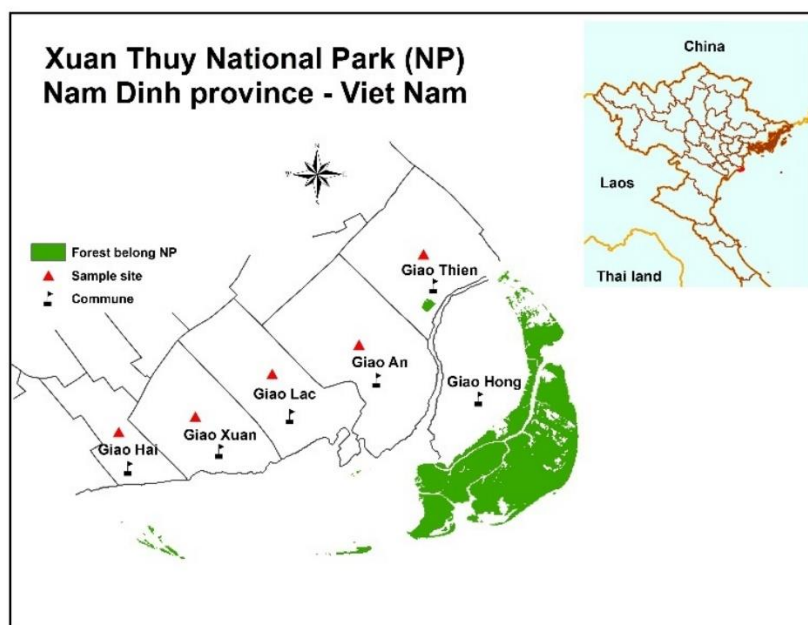 Xuan Thuy National Park (NP)
Nam Dinh province - Viet Nam
China
Laos
Thai land
N
Forest belong NP
Sample site
Commune
Giao Thien
Giao An
Giao Lac
Giao Hong
Giao Xuan
Giao Hai